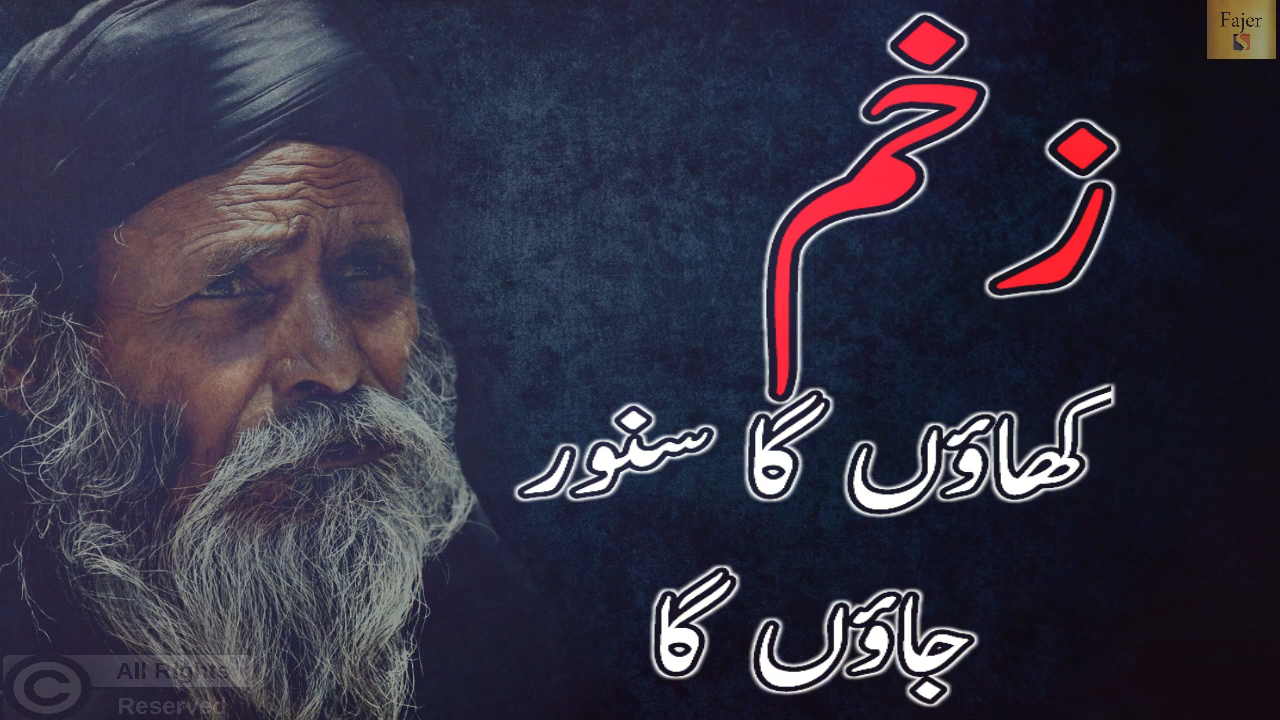 Fajer
زخم
کھاؤں گا سنور
جاؤں گا
All Rights
Reserved